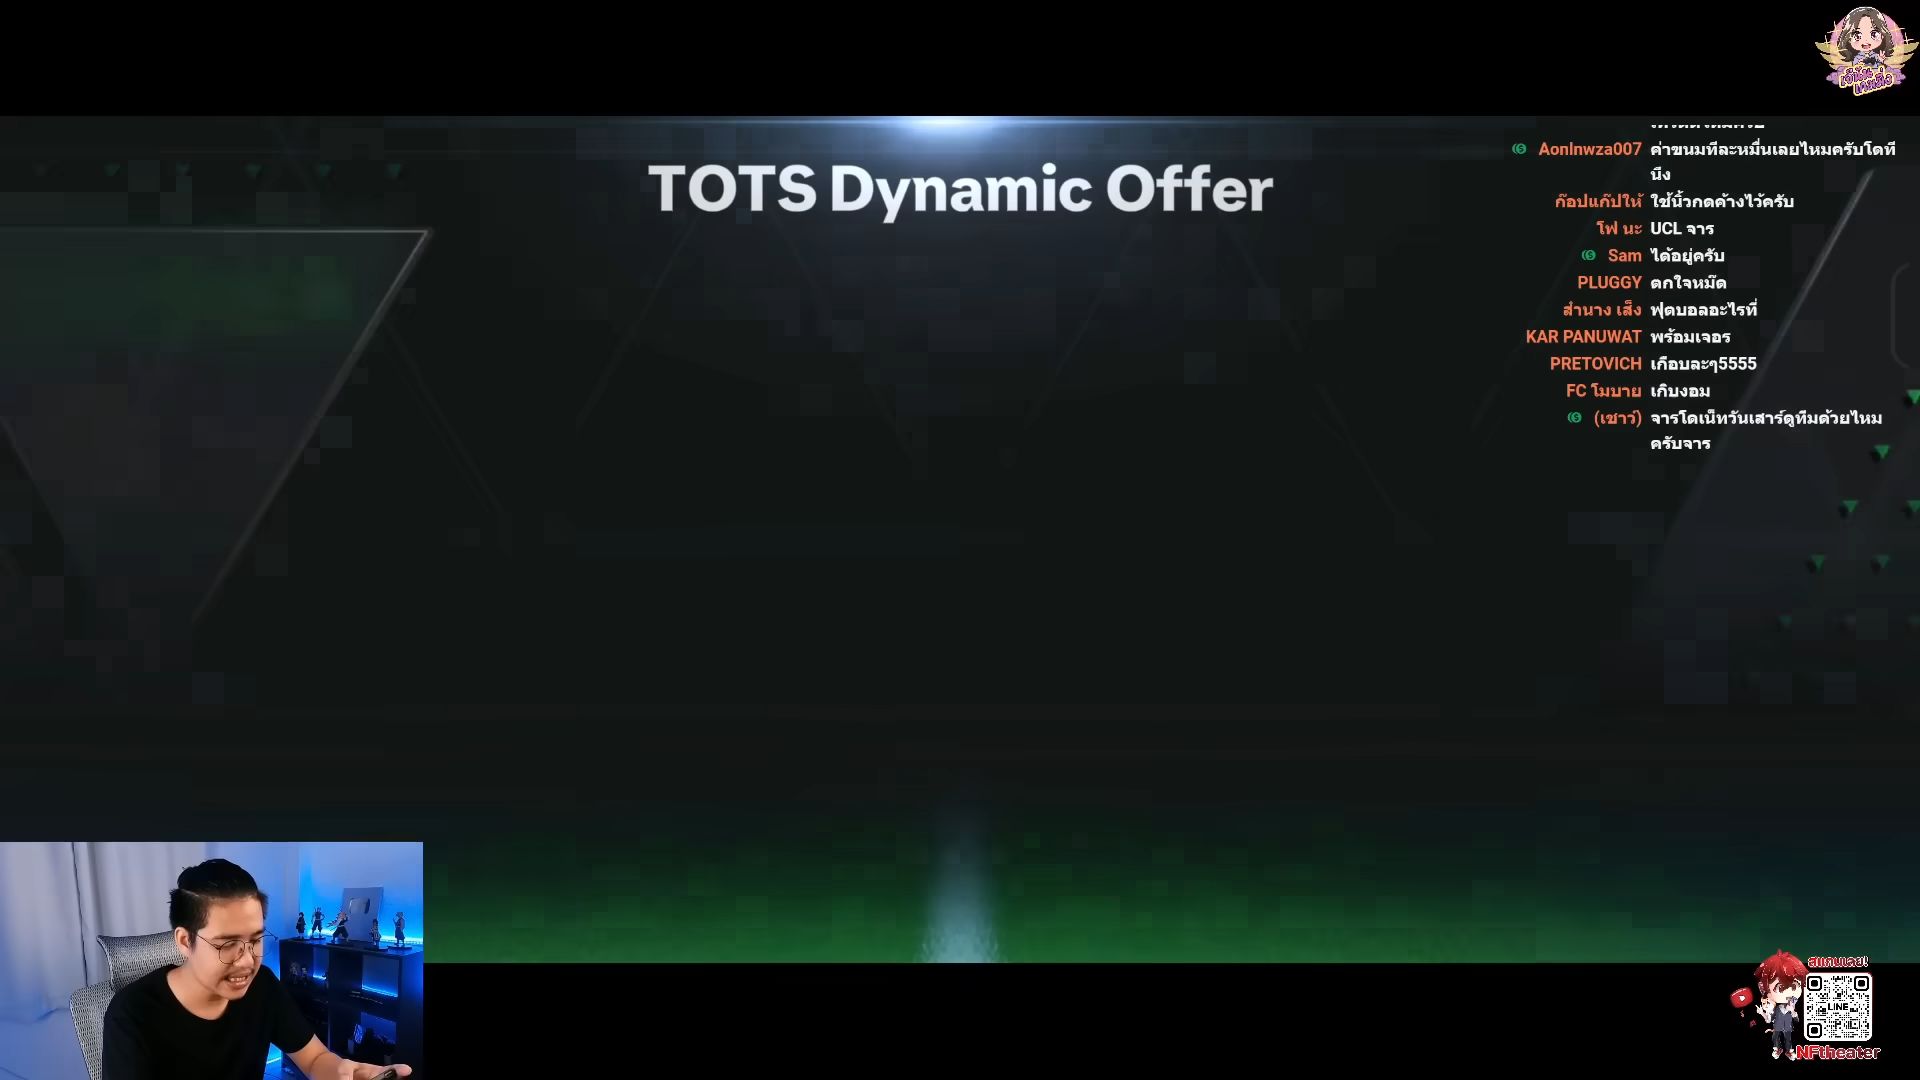 TOTS Dynamic Offer
Aonlnwza007 ค่าขนมทีละหมื่นเลยไหมครับโดที
นึง
ก๊อปแก๊ปให้ ใช้นิ้วกดค้างไว้ครับ
โฟ นะ UCL จาร
Sam ได้อยู่ครับ
PLUGGY ตกใจหม๊ด
สำนาง เส็ง ฟุตบอลอะไรที่
KAR PANUWAT พร้อมเจอร
PRETOVICH เกือบละๆ5555
FC โมบาย เกิบงอม
(เชาว์) จารโดเน็ทวันเสาร์ดูทีมด้วยไหม
ครับจาร
สแกนเลย!
LINE
NFtheater